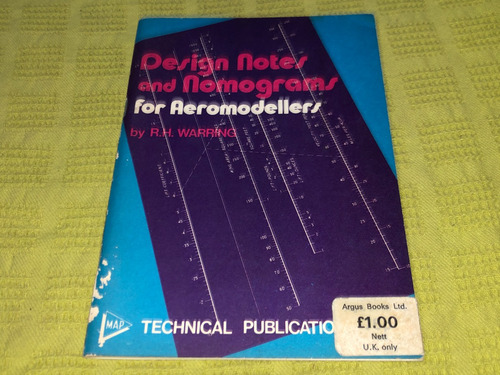 Design Notes
and Nomograms
for Aeromodellers
by R.H. WARRING
MAP
TECHNICAL PUBLICATIO
Argus Books Ltd.
£1.00
Nett
U.K. only